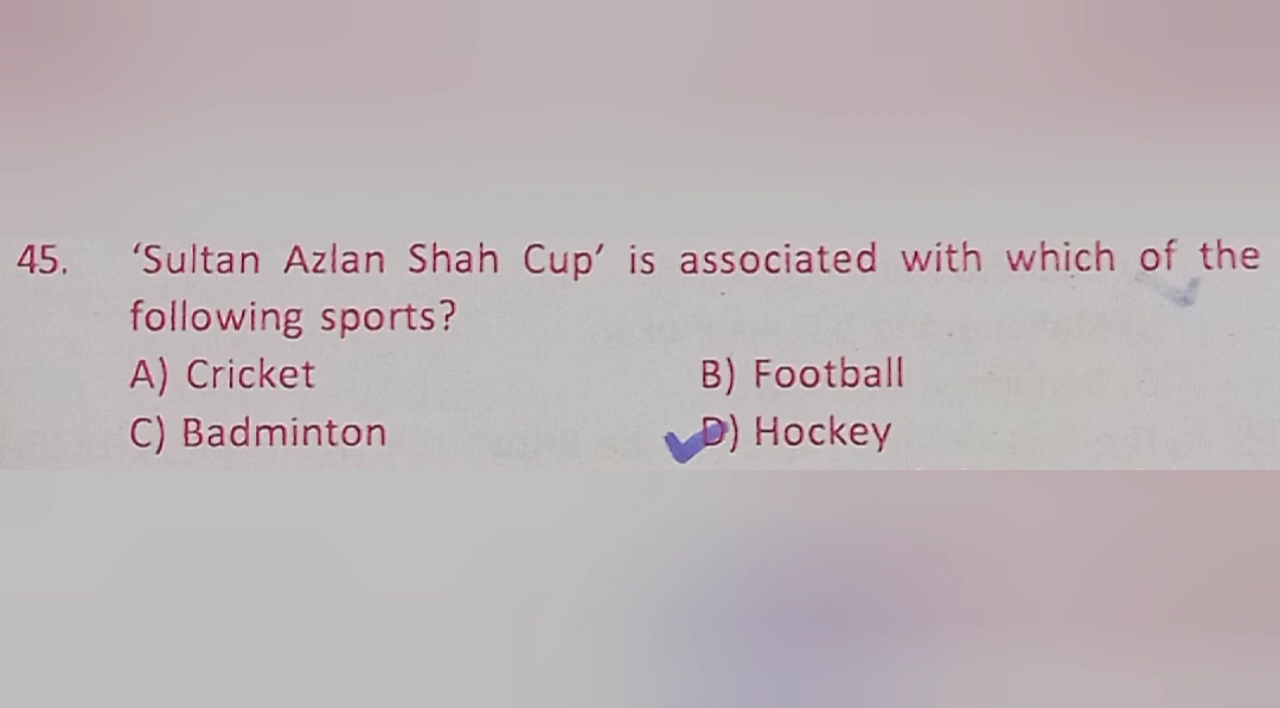 45. ‘Sultan Azlan Shah Cup’ is associated with which of the
following sports?
A) Cricket B) Football
C) Badminton D) Hockey